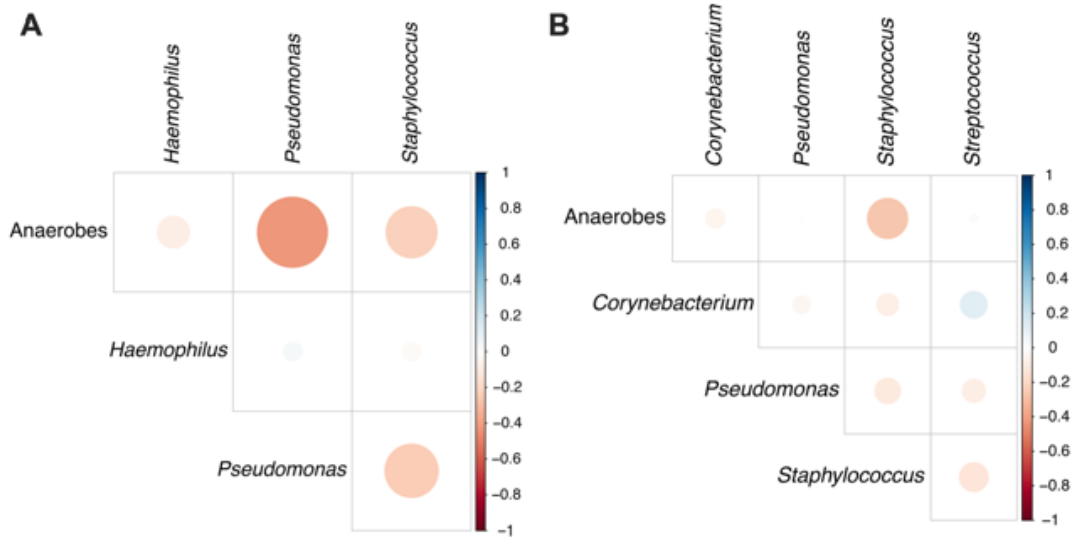 A
Haemophilus
Pseudomonas
Staphylococcus
Anaerobes
Haemophilus
Pseudomonas
1
0.8
0.6
0.4
0.2
0
−0.2
−0.4
−0.6
−0.8
−1
B
Corynebacterium
Pseudomonas
Staphylococcus
Streptococcus
Anaerobes
Corynebacterium
Pseudomonas
Staphylococcus
1
0.8
0.6
0.4
0.2
0
−0.2
−0.4
−0.6
−0.8
−1